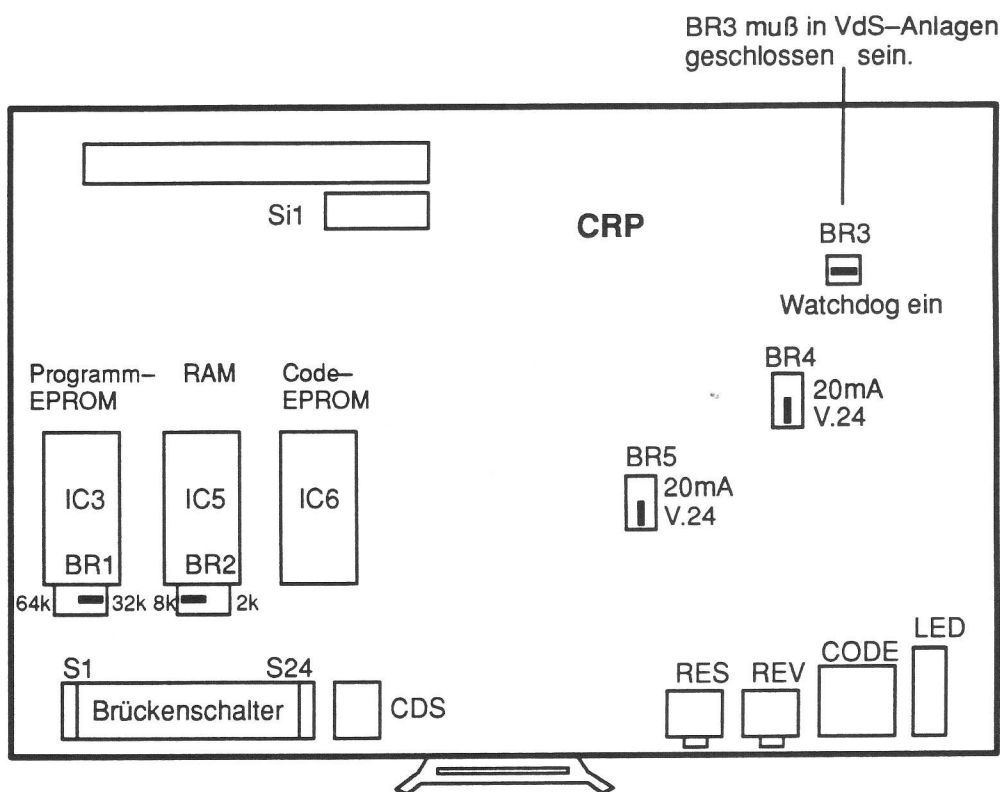 BR3 muß in VdS–Anlagen
geschlossen sein.
Si1
CRP
BR3
Watchdog ein
BR4
20mA
V.24
Programm–
EPROM
RAM
Code–
EPROM
BR5
20mA
V.24
IC3
IC5
IC6
BR1
BR2
64k
32k
8k
2k
S1
S24
Brückenschalter
CDS
RES
REV
CODE
LED